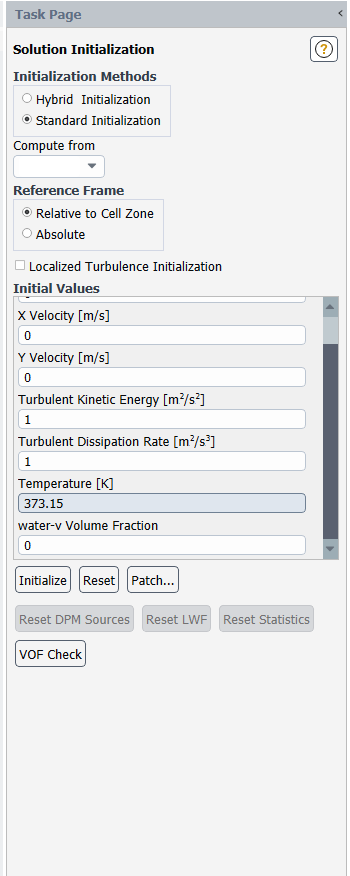 Task Page
Solution Initialization
Initialization Methods
Hybrid Initialization
Standard Initialization
Compute from
Reference Frame
Relative to Cell Zone
Absolute
Localized Turbulence Initialization
Initial Values
X Velocity [m/s]
0
Y Velocity [m/s]
0
Turbulent Kinetic Energy [m²/s²]
1
Turbulent Dissipation Rate [m²/s³]
1
Temperature [K]
373.15
water-v Volume Fraction
0
Initialize Reset Patch...
Reset DPM Sources Reset LWF Reset Statistics
VOF Check